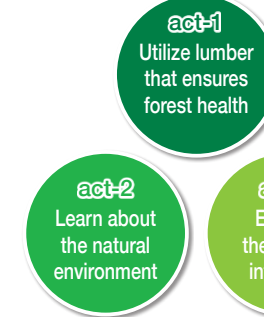 act-1
Utilize lumber
that ensures
forest health
act-2
Learn about
the natural
environment